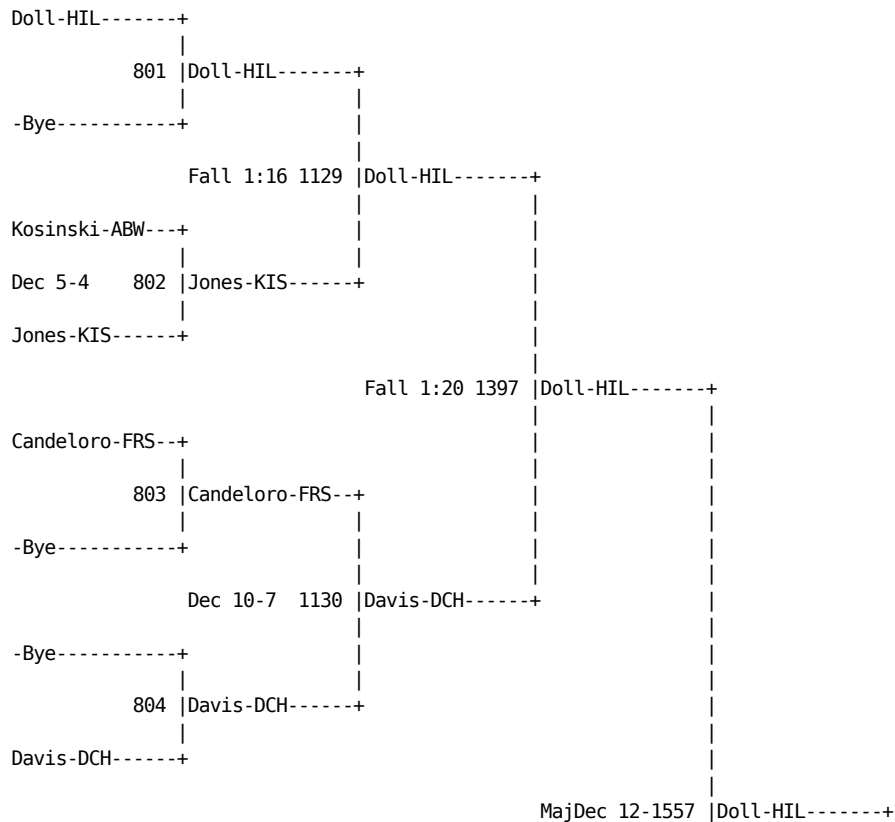 Doll-HIL-------+
|
801 |Doll-HIL-------+
| |
-Bye-----------+ |
|
Fall 1:16 1129 |Doll-HIL-------+
| |
Kosinski-ABW---+ | |
| | |
Dec 5-4 802 |Jones-KIS------+ |
| |
Jones-KIS------+ |
|
Fall 1:20 1397 |Doll-HIL-------+
| |
Candeloro-FRS--+ | |
| | |
803 |Candeloro-FRS--+ | |
| | | |
-Bye-----------+ | | |
| | |
Dec 10-7 1130 |Davis-DCH------+ |
| |
-Bye-----------+ | |
| | |
804 |Davis-DCH------+ |
| |
Davis-DCH------+ |
|
MajDec 12-1557 |Doll-HIL-------+